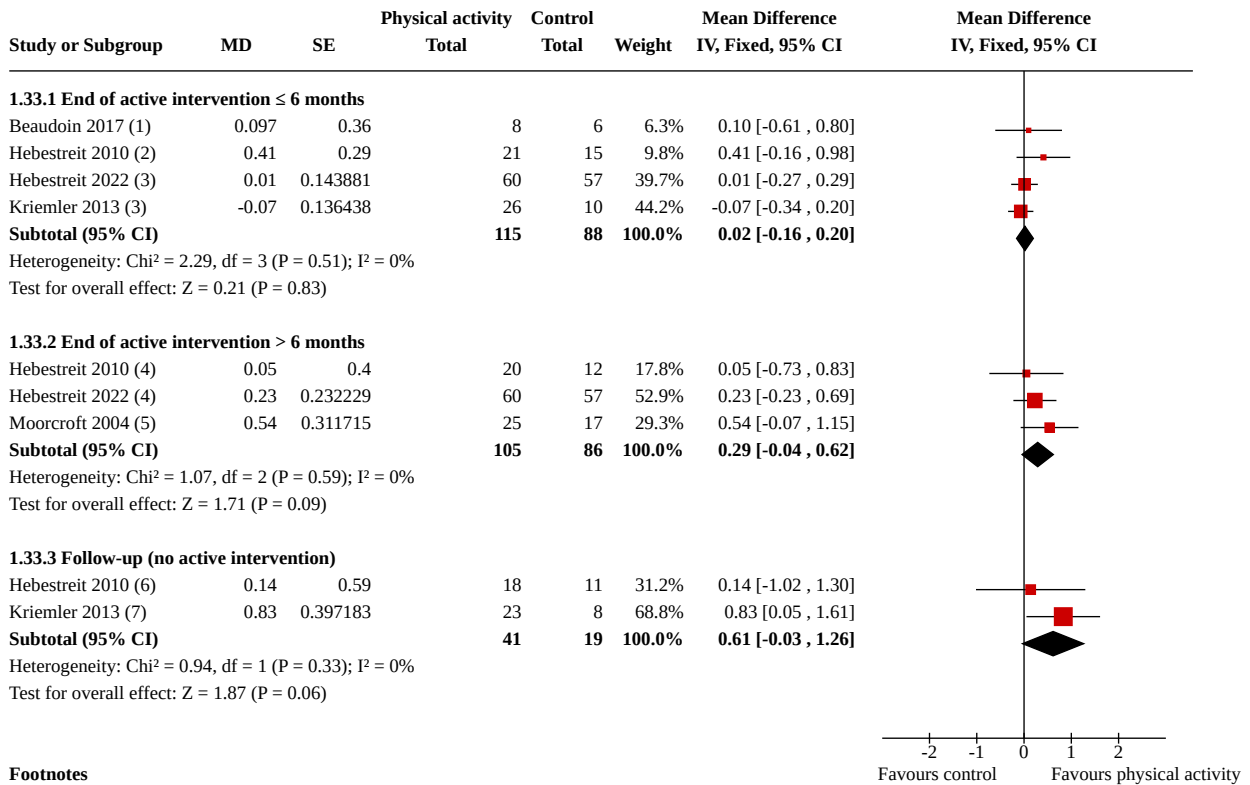 Physical activity Control Mean Difference Mean Difference
Study or Subgroup MD SE Total Total Weight IV, Fixed, 95% CI IV, Fixed, 95% CI
1.33.1 End of active intervention ≤ 6 months
Beaudoin 2017 (1) 0.097 0.36 8 6 6.3% 0.10 [-0.61 , 0.80]
Hebestreit 2010 (2) 0.41 0.29 21 15 9.8% 0.41 [-0.16 , 0.98]
Hebestreit 2022 (3) 0.01 0.143881 60 57 39.7% 0.01 [-0.27 , 0.29]
Kriemler 2013 (3) -0.07 0.136438 26 10 44.2% -0.07 [-0.34 , 0.20]
Subtotal (95% CI) 115 88 100.0% 0.02 [-0.16 , 0.20]
Heterogeneity: Chi² = 2.29, df = 3 (P = 0.51); I² = 0%
Test for overall effect: Z = 0.21 (P = 0.83)
1.33.2 End of active intervention > 6 months
Hebestreit 2010 (4) 0.05 0.4 20 12 17.8% 0.05 [-0.73 , 0.83]
Hebestreit 2022 (4) 0.23 0.232229 60 57 52.9% 0.23 [-0.23 , 0.69]
Moorcroft 2004 (5) 0.54 0.311715 25 17 29.3% 0.54 [-0.07 , 1.15]
Subtotal (95% CI) 105 86 100.0% 0.29 [-0.04 , 0.62]
Heterogeneity: Chi² = 1.07, df = 2 (P = 0.59); I² = 0%
Test for overall effect: Z = 1.71 (P = 0.09)
1.33.3 Follow-up (no active intervention)
Hebestreit 2010 (6) 0.14 0.59 18 11 31.2% 0.14 [-1.02 , 1.30]
Kriemler 2013 (7) 0.83 0.397183 23 8 68.8% 0.83 [0.05 , 1.61]
Subtotal (95% CI) 41 19 100.0% 0.61 [-0.03 , 1.26]
Heterogeneity: Chi² = 0.94, df = 1 (P = 0.33); I² = 0%
Test for overall effect: Z = 1.87 (P = 0.06)
-2 -1 0 1 2
Favours control Favours physical activity
Footnotes